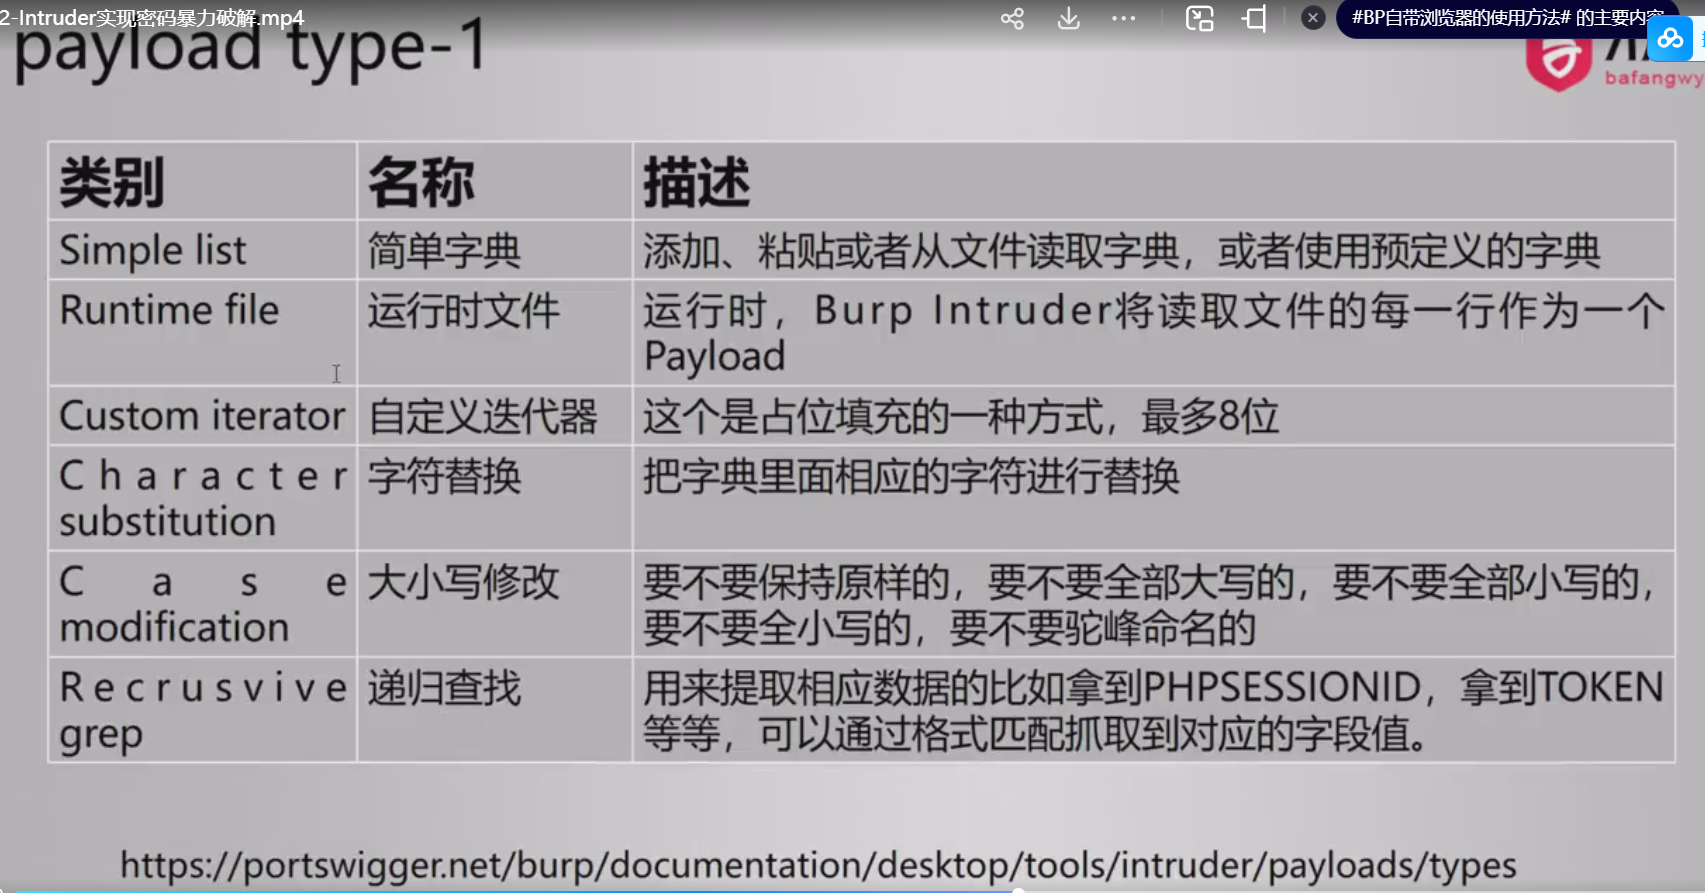 2-Intruder实现密码暴力破解.mp4
#BP自带浏览器的使用方法# 的主要内容
payload type-1
bafangwy
类别 名称 描述
Simple list 简单字典 添加、粘贴或者从文件读取字典，或者使用预定义的字典
Runtime file 运行时文件 运行时，Burp Intruder将读取文件的每一行作为一个
Payload
Custom iterator 自定义迭代器 这个是占位填充的一种方式，最多8位
Character 字符替换 把字典里面相应的字符进行替换
substitution
Case 大小写修改 要不要保持原样的，要不要全部大写的，要不要全部小写的，
modification 要不要全小写的，要不要驼峰命名的
Recrusvive 递归查找 用来提取相应数据的比如拿到PHPSESSIONID，拿到TOKEN
grep 等等，可以通过格式匹配抓取到对应的字段值。
https://portswigger.net/burp/documentation/desktop/tools/intruder/payloads/types